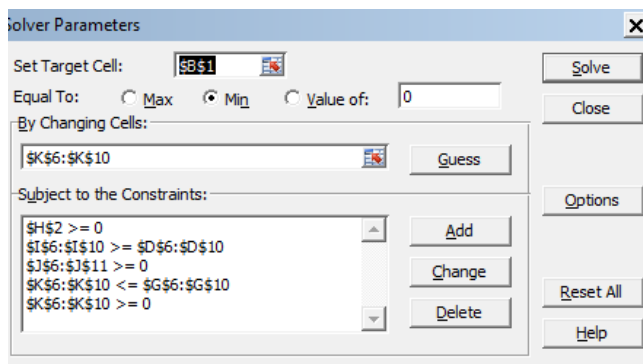 Solver Parameters
Set Target Cell: $B$1 Solve
Equal To: Max Min Value of: 0 Close
By Changing Cells:
$K$6:$K$10 Guess
Subject to the Constraints: Options
$H$2 >= 0 Add
$I$6:$I$10 >= $D$6:$D$10
$J$6:$J$11 >= 0 Change
$K$6:$K$10 <= $G$6:$G$10 Reset All
$K$6:$K$10 >= 0 Delete
Help